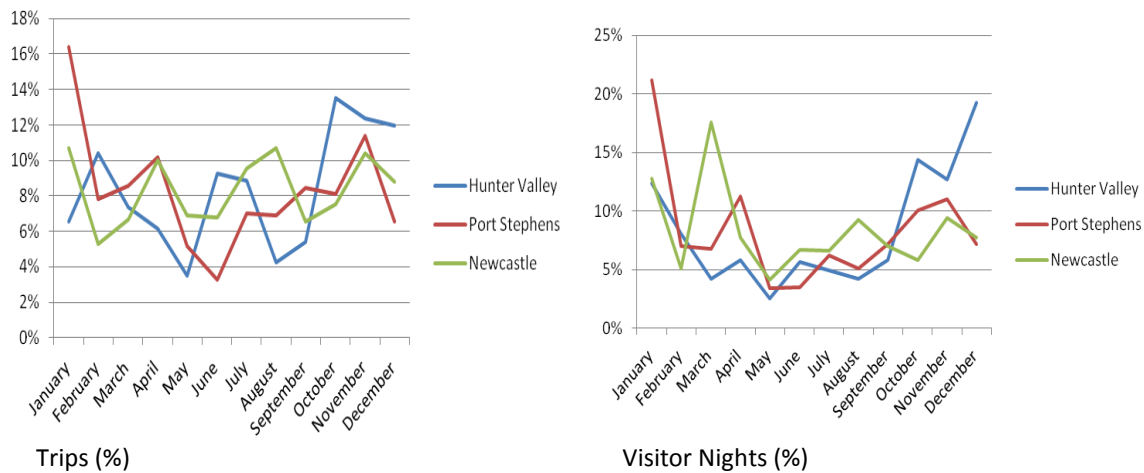 18%
16%
14%
12%
10%
8%
6%
4%
2%
0%
January
February
March
April
May
June
July
August
September
October
November
December
Hunter Valley
Port Stephens
Newcastle
Trips (%)
25%
20%
15%
10%
5%
0%
January
February
March
April
May
June
July
August
September
October
November
December
Hunter Valley
Port Stephens
Newcastle
Visitor Nights (%)